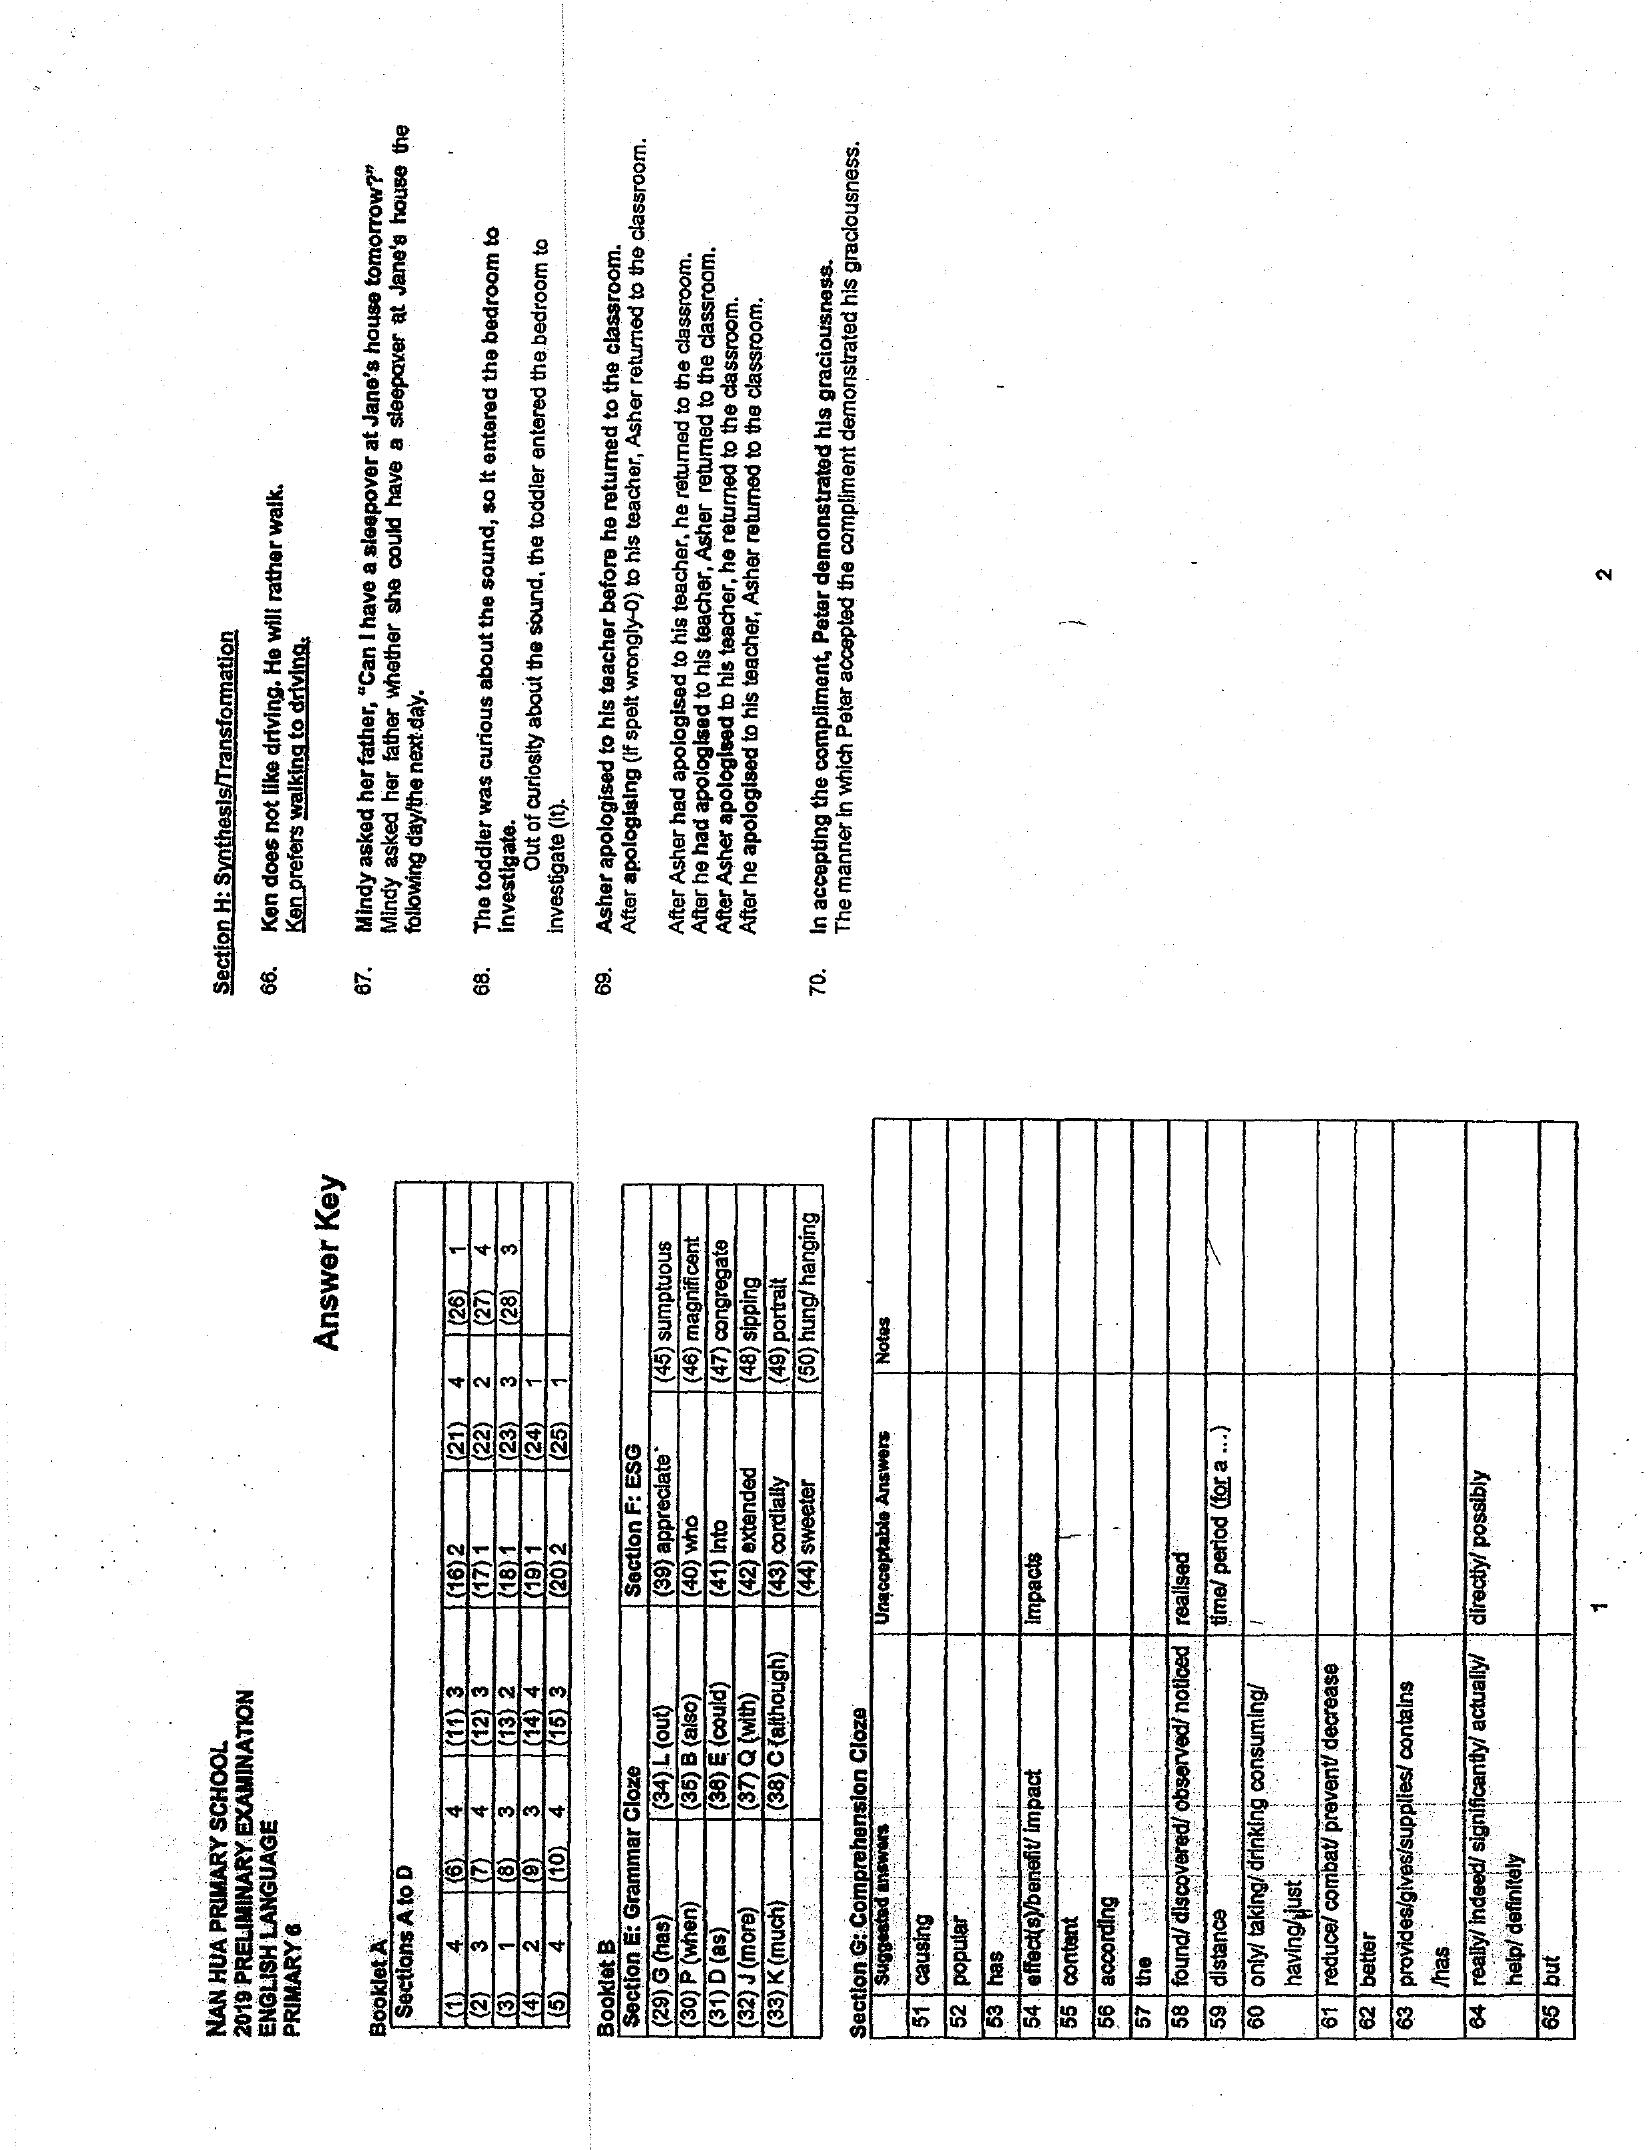 NAN HUA PRIMARY SCHOOL
2019 PRELIMINARY EXAMINATION
ENGLISH LANGUAGE
PRIMARY 6
Answer Key
Booklet A
Sections A to D
(1) 4 (6) 4 (11) 3 (16) 2 (21) 4 (26) 1
(2) 3 (7) 4 (12) 3 (17) 1 (22) 2 (27) 4
(3) 1 (8) 3 (13) 2 (18) 1 (23) 3 (28) 3
(4) 2 (9) 3 (14) 4 (19) 1 (24) 1
(5) 4 (10) 4 (15) 3 (20) 2 (25) 1
Booklet B
Section E: Grammar Cloze Section F: ESG
(29) G (has) (34) L (out) (39) appreciate (45) sumptuous
(30) P (when) (35) B (also) (40) who (46) magnificent
(31) D (as) (36) E (could) (41) into (47) congregate
(32) J (more) (37) Q (with) (42) extended (48) sipping
(33) K (much) (38) C (although) (43) cordially (49) portrait
(44) sweeter (50) hung/ hanging
Section G: Comprehension Cloze
Suggested answers Unacceptable Answers Notes
51 causing
52 popular
53 has
54 effect(s)/benefit/ impact impacts
55 content
56 according
57 the
58 found/ discovered/ observed/ noticed realised
59 distance time/ period (for a ...)
60 only/ taking/ drinking consuming/
having/just
61 reduce/ combat/ prevent/ decrease
62 better
63 provides/gives/supplies/ contains
/has
64 really/ indeed/ significantly/ actually/ directly/ possibly
help/ definitely
65 but
1
Section H: Synthesis/Transformation
66. Ken does not like driving. He will rather walk.
Ken prefers walking to driving.
67. Mindy asked her father, "Can I have a sleepover at Jane's house tomorrow?"
Mindy asked her father whether she could have a sleepover at Jane's house the
following day/the next day.
68. The toddler was curious about the sound, so it entered the bedroom to
investigate.
Out of curiosity about the sound, the toddler entered the bedroom to
investigate (it).
69. Asher apologised to his teacher before he returned to the classroom.
After apologising (if spelt wrongly-0) to his teacher, Asher returned to the classroom.
After Asher had apologised to his teacher, he returned to the classroom.
After he had apologised to his teacher, Asher returned to the classroom.
After Asher apologised to his teacher, he returned to the classroom.
After he apologised to his teacher, Asher returned to the classroom.
70. In accepting the compliment, Peter demonstrated his graciousness.
The manner in which Peter accepted the compliment demonstrated his graciousness.
2